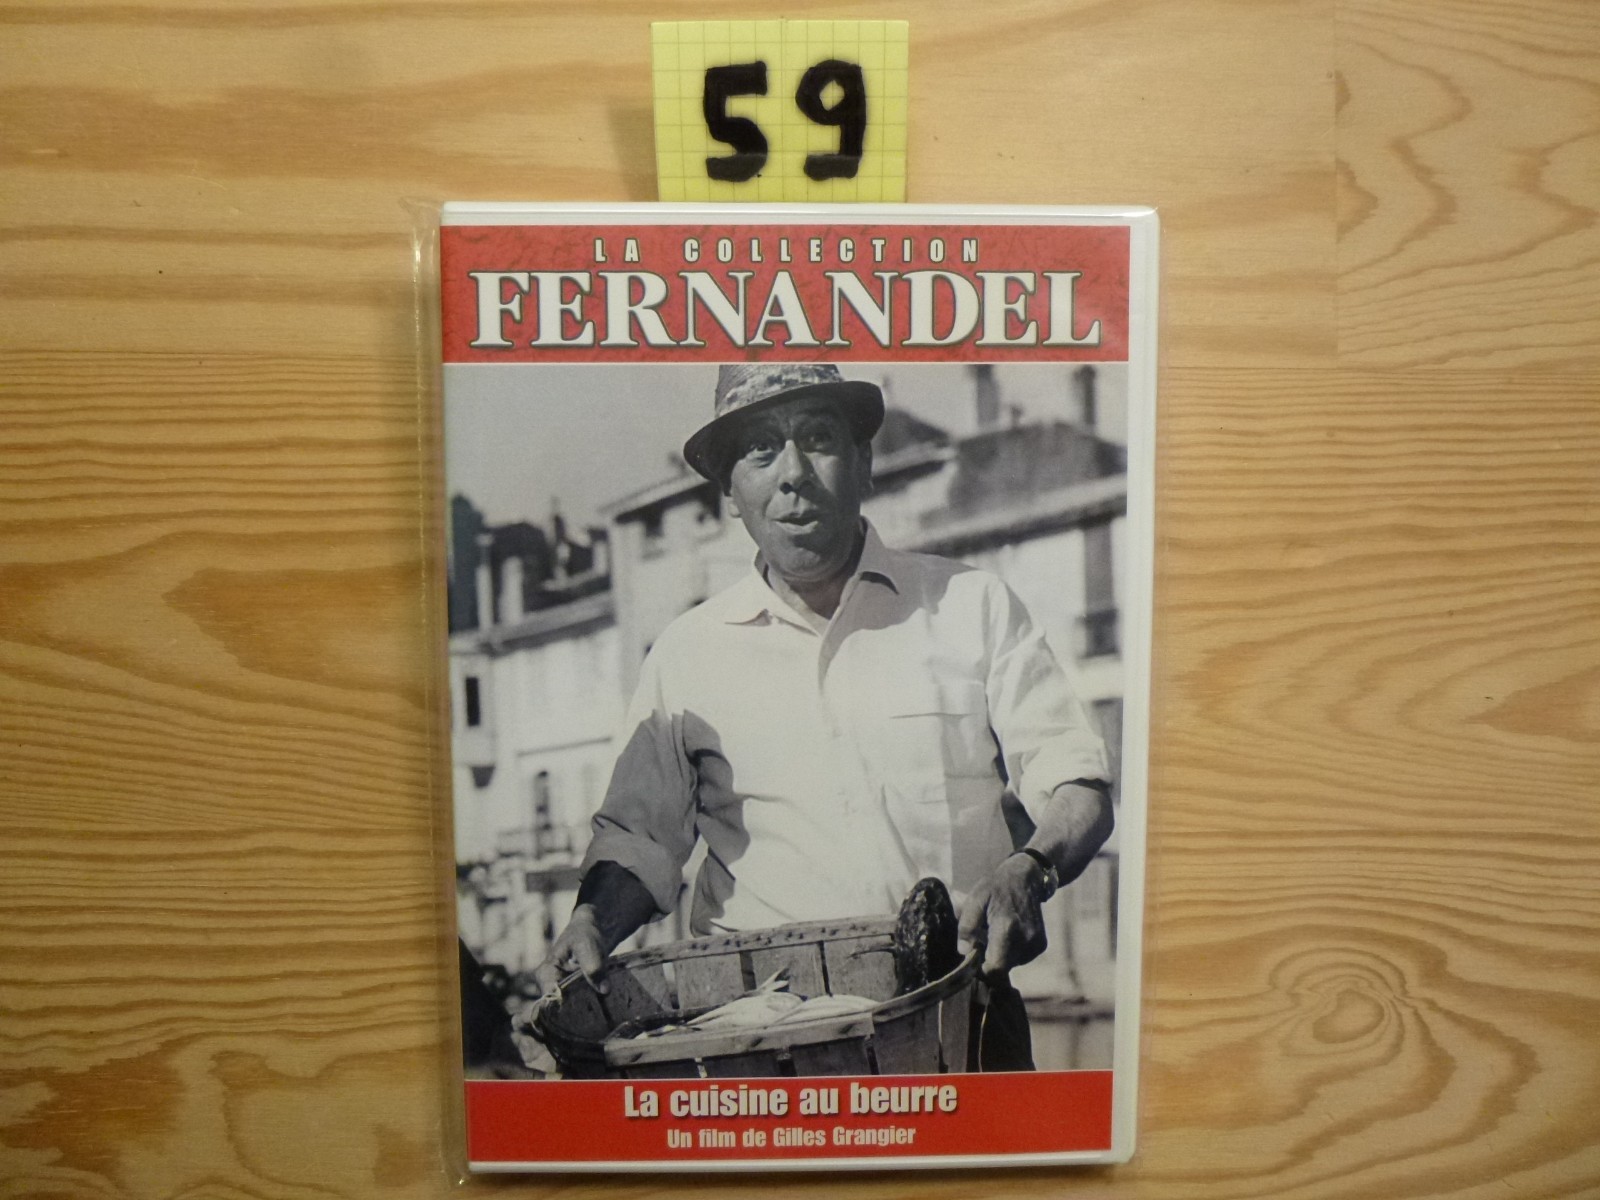 59
LA COLLECTION
FERNANDEL
La cuisine au beurre
Un film de Gilles Grangier